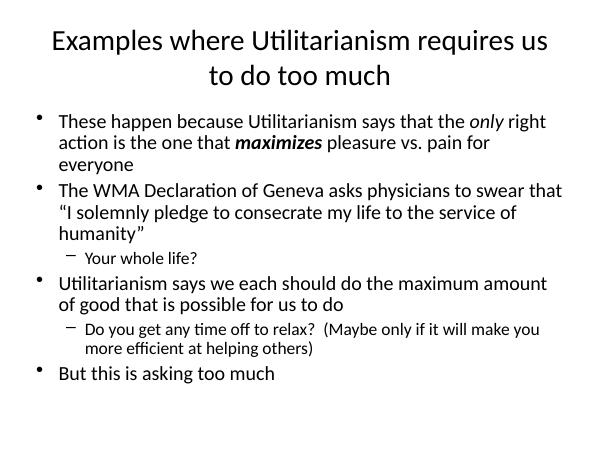 Examples where Utilitarianism requires us
to do too much
• These happen because Utilitarianism says that the only right
action is the one that maximizes pleasure vs. pain for
everyone
• The WMA Declaration of Geneva asks physicians to swear that
“I solemnly pledge to consecrate my life to the service of
humanity”
– Your whole life?
• Utilitarianism says we each should do the maximum amount
of good that is possible for us to do
– Do you get any time off to relax?  (Maybe only if it will make you
more efficient at helping others)
• But this is asking too much